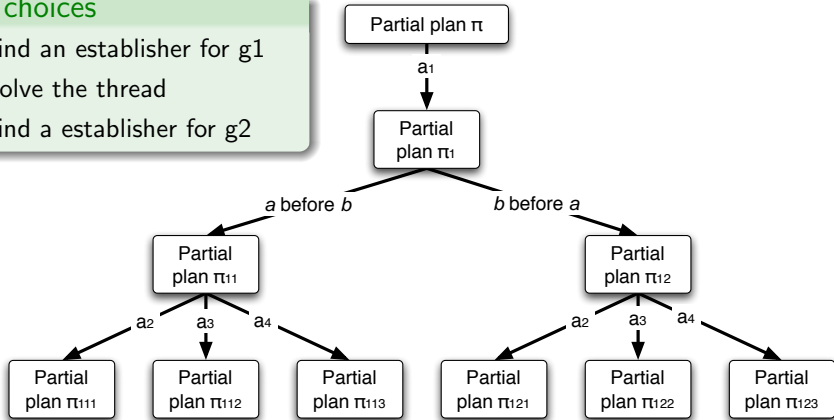 choices
ind an establisher for g1
olve the thread
ind a establisher for g2
Partial plan π
a1
Partial
plan π1
a before b
b before a
Partial
plan π11
Partial
plan π12
a2
a3
a4
a2
a3
a4
Partial
plan π111
Partial
plan π112
Partial
plan π113
Partial
plan π121
Partial
plan π122
Partial
plan π123